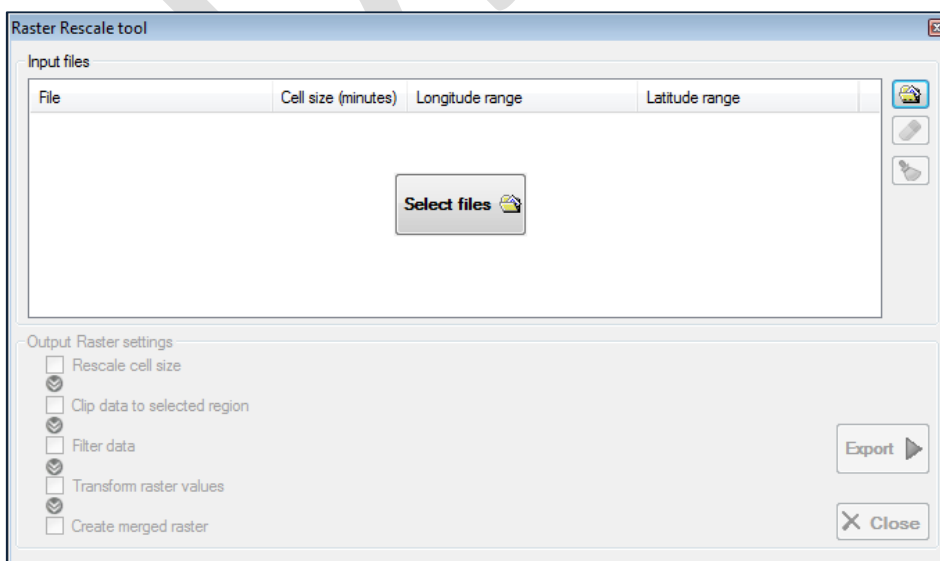 Raster Rescale tool
Input files
File Cell size (minutes) Longitude range Latitude range
Select files
Output Raster settings
Rescale cell size
Clip data to selected region
Filter data
Transform raster values
Create merged raster
Export
Close